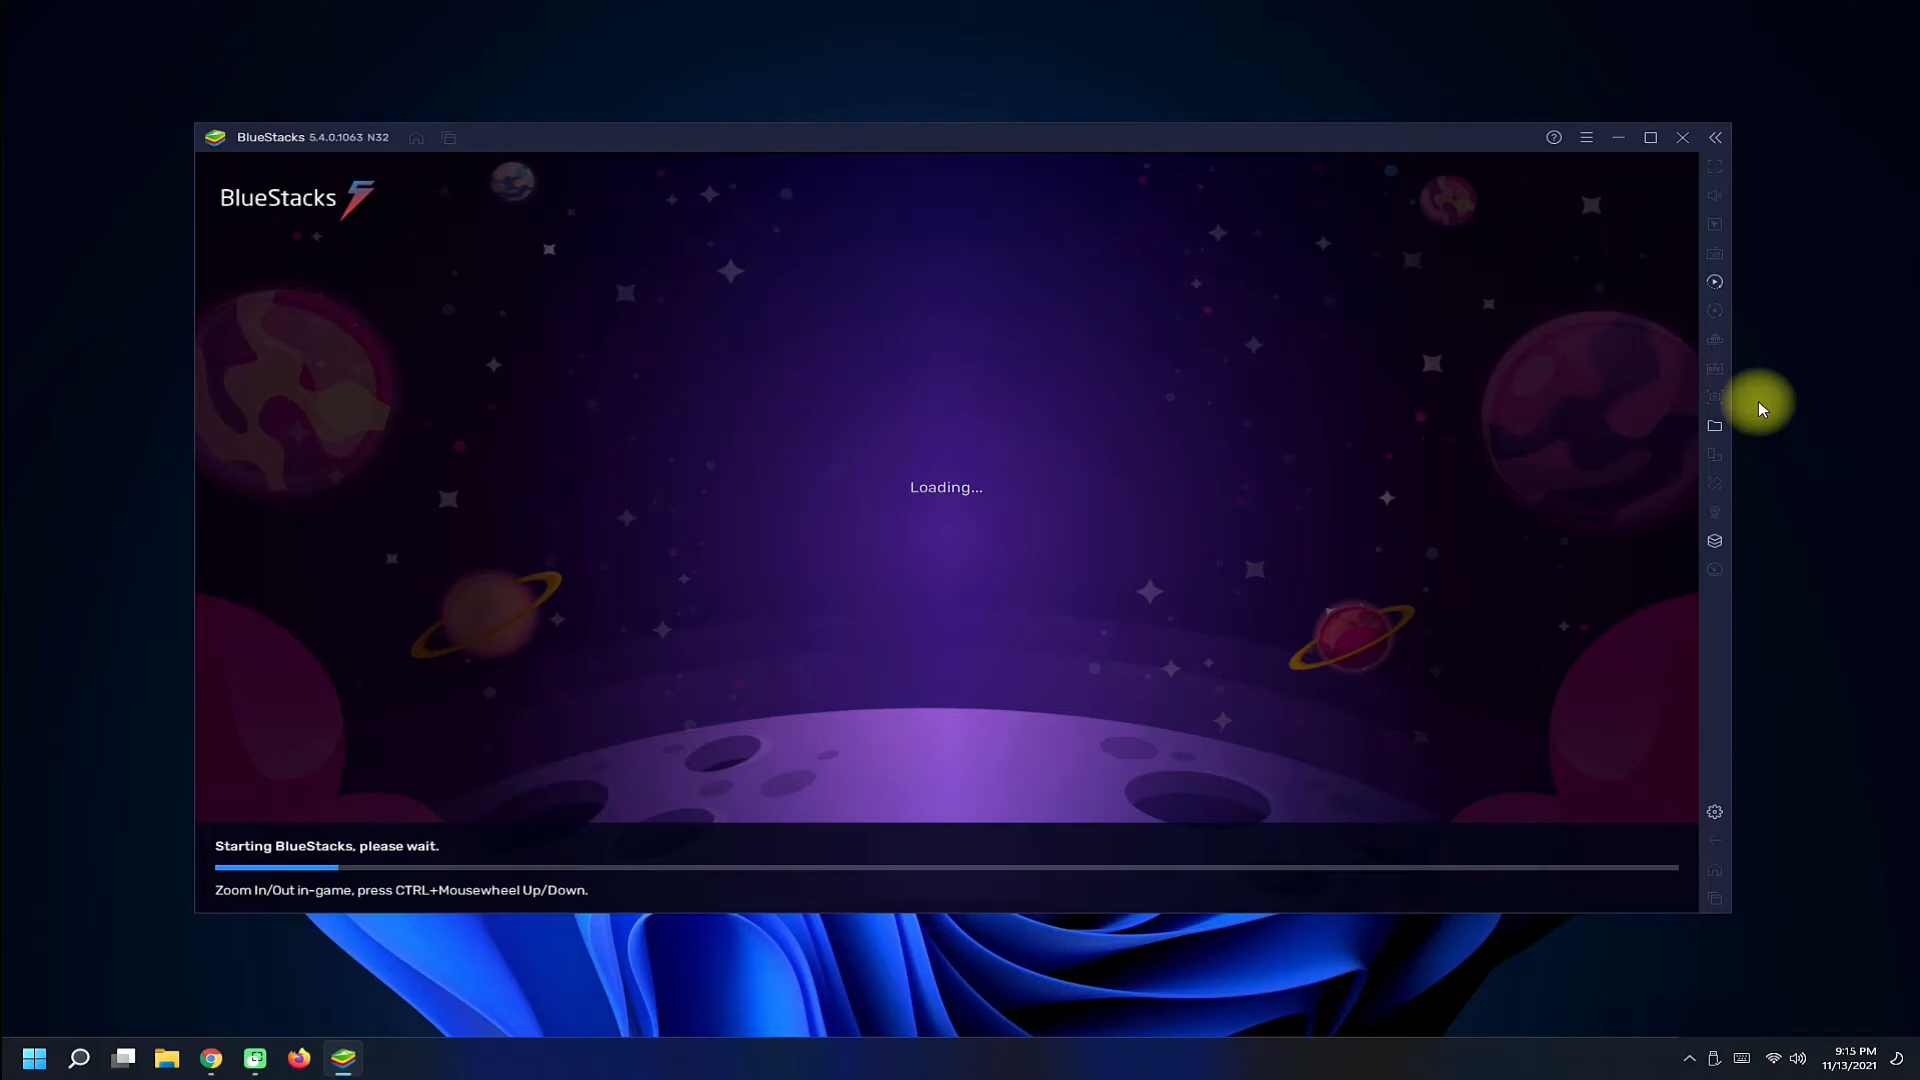 BlueStacks 5.4.0.1063 N32
BlueStacks 5
Loading...
Starting BlueStacks, please wait.
Zoom In/Out in-game, press CTRL+Mousewheel Up/Down.
9:15 PM
11/13/2021